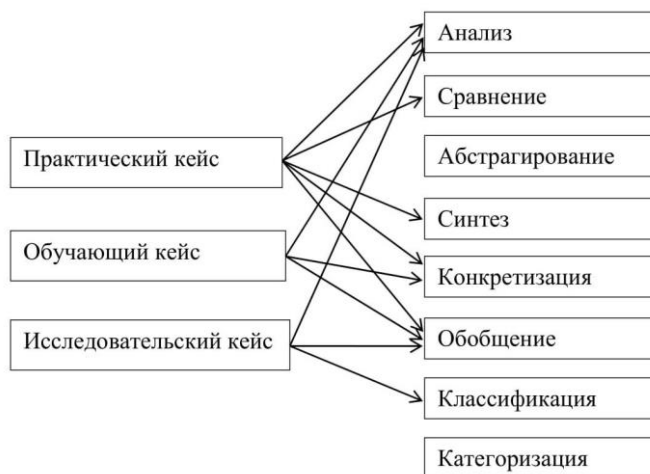 Практический кейс
Обучающий кейс
Исследовательский кейс
Анализ
Сравнение
Абстрагирование
Синтез
Конкретизация
Обобщение
Классификация
Категоризация